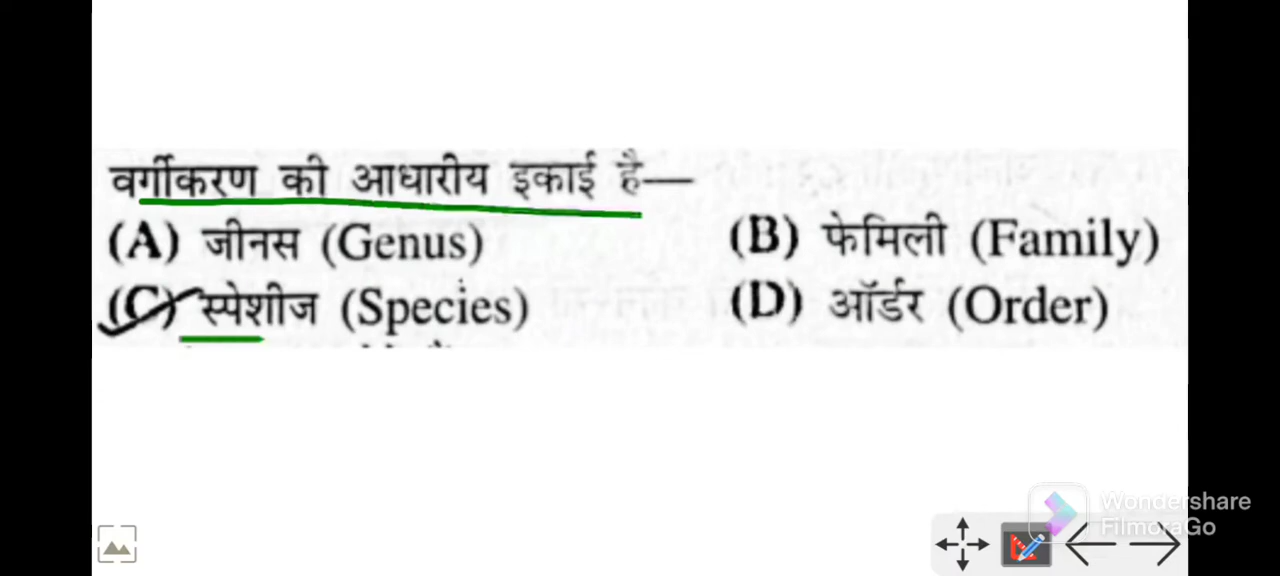 वर्गीकरण की आधारीय इकाई है—
(A) जीनस (Genus) (B) फेमिली (Family)
(C) स्पेशीज (Species) (D) ऑर्डर (Order)
Wondershare
FilmoraGo